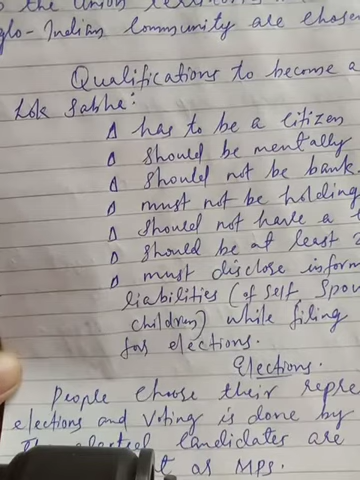 the Union
glo-Indian Community are chosen
Qualifications to become a
Lok Sabha:
has to be a citizen
should be mentally
should not be bank
must not be holding
should not have a
should be at least
must disclose inform
liabilities (of self, spou
children) while filing
for elections.
Elections.
People choose their repre
elections and voting is done by
elected candidates are
as MPs.